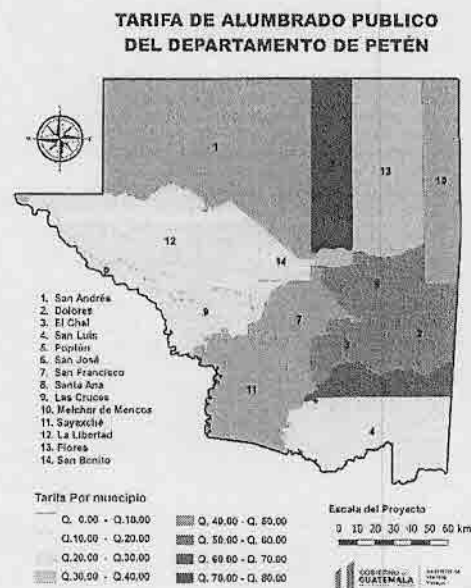 TARIFA DE ALUMBRADO PUBLICO
DEL DEPARTAMENTO DE PETÉN
1
13
10
12
14
9
7
8
3
2
11
4
1. San Andrés
2. Dolores
3. El Chal
4. San Luis
5. Poptún
6. San José
7. San Francisco
8. Santa Ana
9. Las Cruces
10. Melchor de Mencos
11. Sayaxché
12. La Libertad
13. Flores
14. San Benito
Tarifa Por municipio
Q. 0.00 - Q.10.00
Q.10.00 - Q.20.00
Q.20.00 - Q.30.00
Q.30.00 - Q.40.00
Q. 40.00 - Q. 50.00
Q. 50.00 - Q. 60.00
Q. 60.00 - Q. 70.00
Q. 70.00 - Q. 80.00
Escala del Proyecto
0 10 20 30 40 50 60 km
GOBIERNO de
GUATEMALA